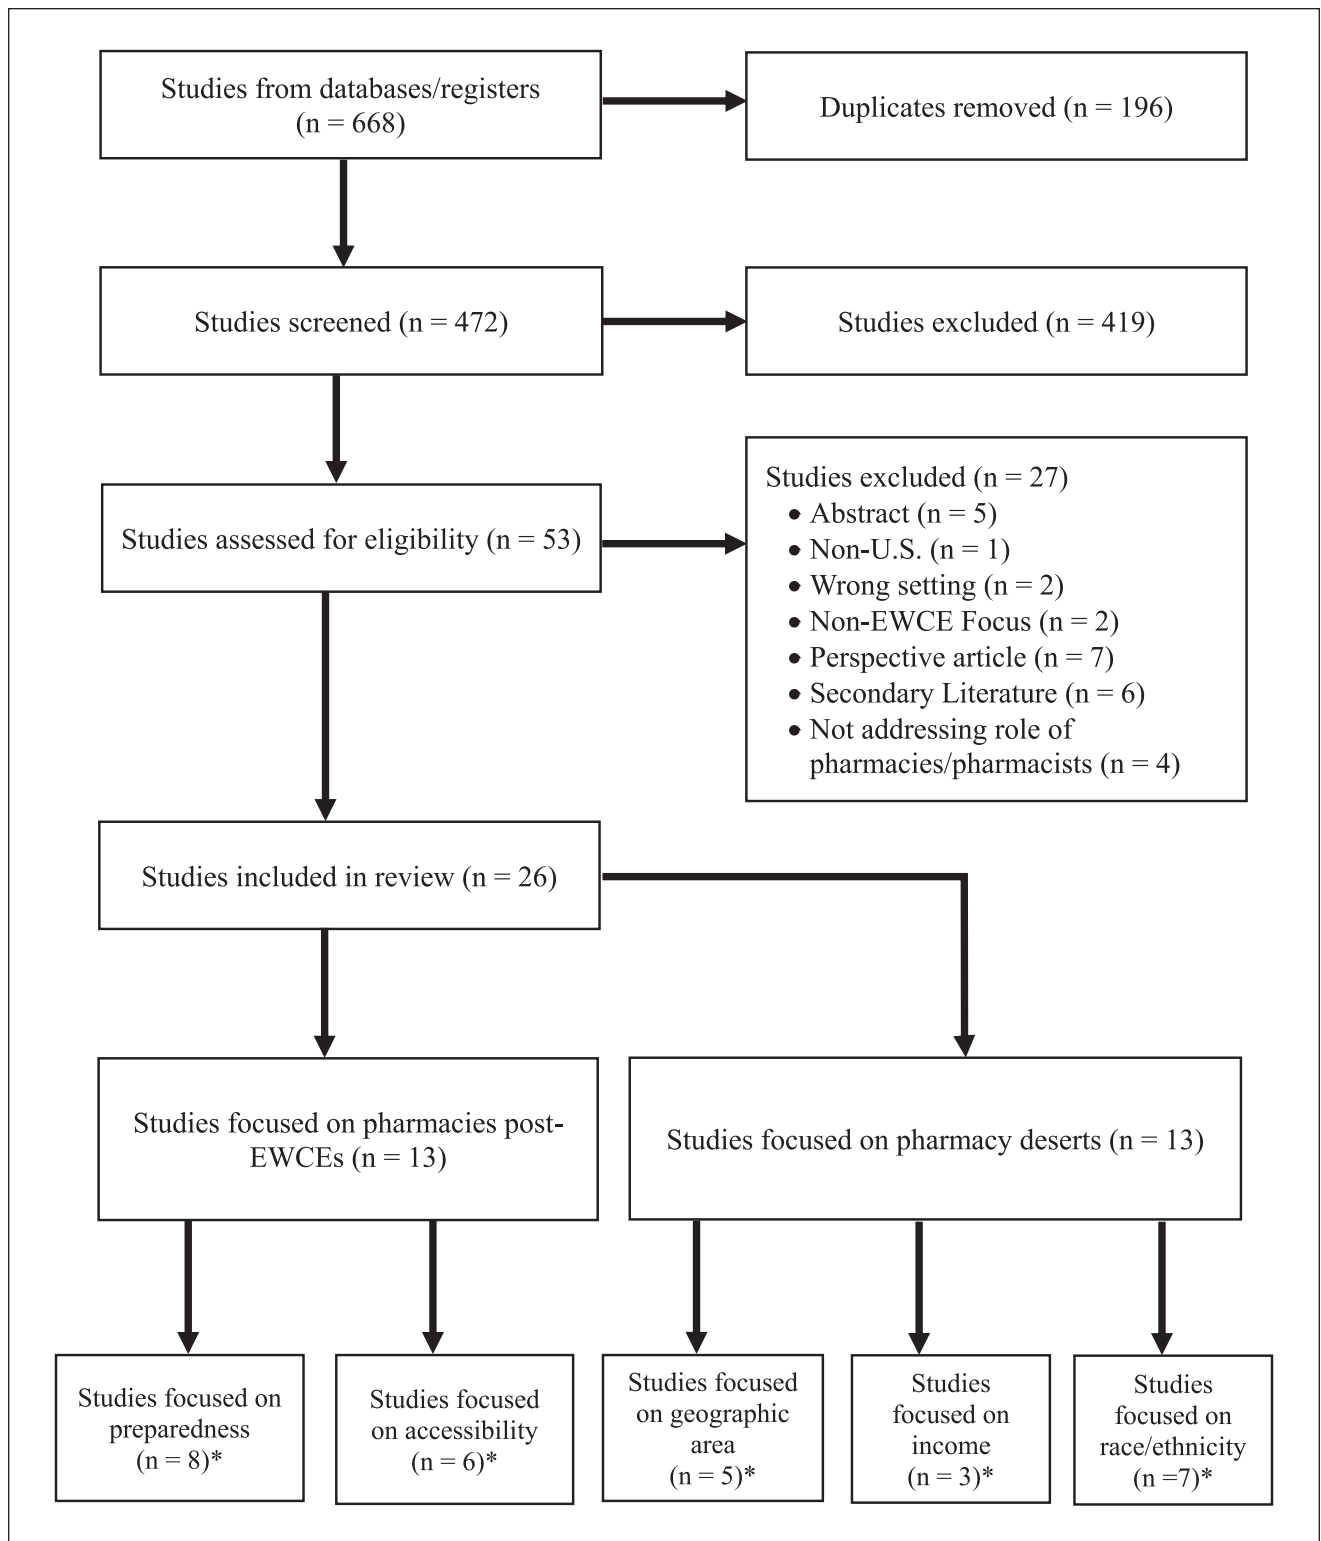 Studies from databases/registers
(n = 668)
Duplicates removed (n = 196)
Studies screened (n = 472)
Studies excluded (n = 419)
Studies assessed for eligibility (n = 53)
Studies excluded (n = 27)
• Abstract (n = 5)
• Non-U.S. (n = 1)
• Wrong setting (n = 2)
• Non-EWCE Focus (n = 2)
• Perspective article (n = 7)
• Secondary Literature (n = 6)
• Not addressing role of
pharmacies/pharmacists (n = 4)
Studies included in review (n = 26)
Studies focused on pharmacies post-
EWCEs (n = 13)
Studies focused on pharmacy deserts (n = 13)
Studies focused on
preparedness
(n = 8)*
Studies focused
on accessibility
(n = 6)*
Studies focused
on geographic
area
(n = 5)*
Studies
focused on
income
(n = 3)*
Studies
focused on
race/ethnicity
(n =7)*